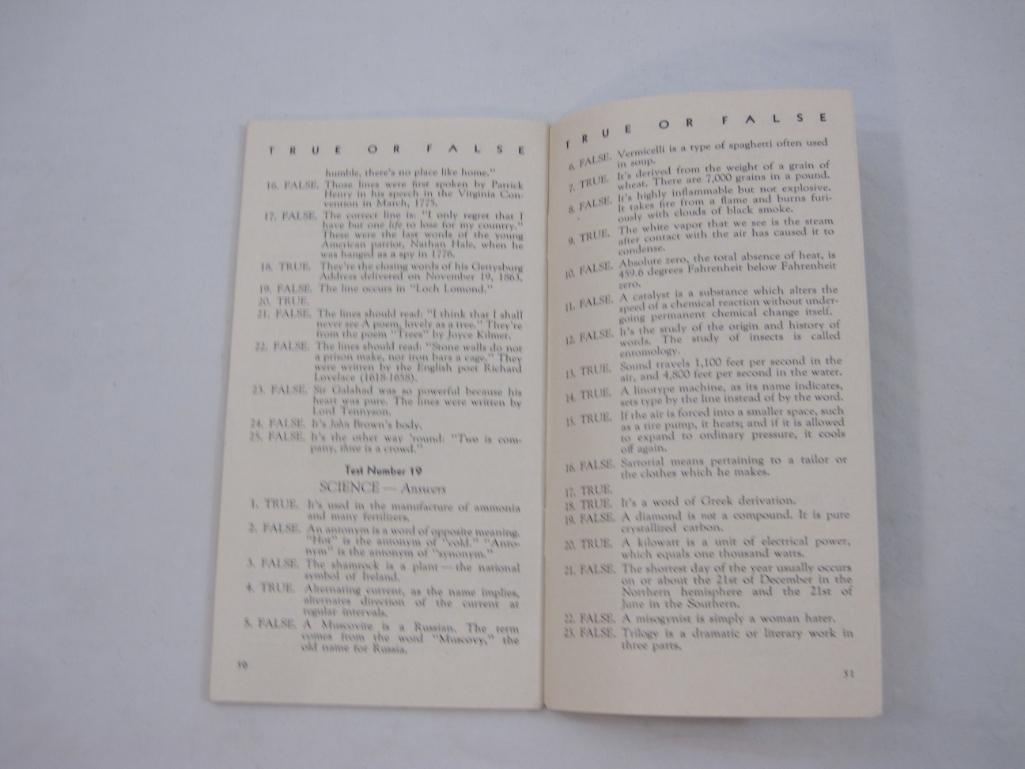 TRUE OR FALSE
humble, there's no place like home."
16. FALSE. Those lines were first spoken by Patrick
Henry in his speech in the Virginia Con-
vention in March, 1775.
17. FALSE. The correct line is: "I only regret that I
have but one life to lose for my country."
These were the last words of the young
American patriot, Nathan Hale, when he
was hanged as a spy in 1776.
18. TRUE. They're the closing words of his Gettysburg
Address delivered on November 19, 1863.
19. FALSE. The line occurs in "Loch Lomond."
20. TRUE.
21. FALSE. The lines should read: "I think that I shall
never see A poem, lovely as a tree." They're
from the poem "Trees" by Joyce Kilmer.
22. FALSE. The lines should read: "Stone walls do not
a prison make, nor iron bars a cage." They
were written by the English poet Richard
Lovelace (1618-1658).
23. FALSE. Sir Galahad was so powerful because his
heart was pure. The lines were written by
Lord Tennyson.
24. FALSE. It's John Brown's body.
25. FALSE. It's the other way 'round: "Two is com-
pany, three is a crowd."
Test Number 19
SCIENCE — Answers
1. TRUE. It's used in the manufacture of ammonia
and many fertilizers.
2. FALSE. An antonym is a word of opposite meaning.
"Hot" is the antonym of "cold." "Anto-
nym" is the antonym of "synonym."
3. FALSE. The shamrock is a plant — the national
symbol of Ireland.
4. TRUE. Alternating current, as the name implies,
alternates direction of the current at
regular intervals.
5. FALSE. A Muscovite is a Russian. The term
comes from the word "Muscovy," the
old name for Russia.
50
TRUE OR FALSE
6. FALSE. Vermicelli is a type of spaghetti often used
in soup.
7. TRUE. It's derived from the weight of a grain of
wheat. There are 7,000 grains in a pound.
8. FALSE. It's highly inflammable but not explosive.
It takes fire from a flame and burns furi-
ously with clouds of black smoke.
9. TRUE. The white vapor that we see is the steam
after contact with the air has caused it to
condense.
10. FALSE. Absolute zero, the total absence of heat, is
459.6 degrees Fahrenheit below Fahrenheit
zero.
11. FALSE. A catalyst is a substance which alters the
speed of a chemical reaction without under-
going permanent chemical change itself.
12. FALSE. It's the study of the origin and history of
words. The study of insects is called
entomology.
13. TRUE. Sound travels 1,100 feet per second in the
air, and 4,800 feet per second in the water.
14. TRUE. A linotype machine, as its name indicates,
sets type by the line instead of by the word.
15. TRUE. If the air is forced into a smaller space, such
as a tire pump, it heats; and if it is allowed
to expand to ordinary pressure, it cools
off again.
16. FALSE. Sartorial means pertaining to a tailor or
the clothes which he makes.
17. TRUE.
18. TRUE. It's a word of Greek derivation.
19. FALSE. A diamond is not a compound. It is pure
crystallized carbon.
20. TRUE. A kilowatt is a unit of electrical power,
which equals one thousand watts.
21. FALSE. The shortest day of the year usually occurs
on or about the 21st of December in the
Northern hemisphere and the 21st of
June in the Southern.
22. FALSE. A misogynist is simply a woman hater.
23. FALSE. Trilogy is a dramatic or literary work in
three parts.
51